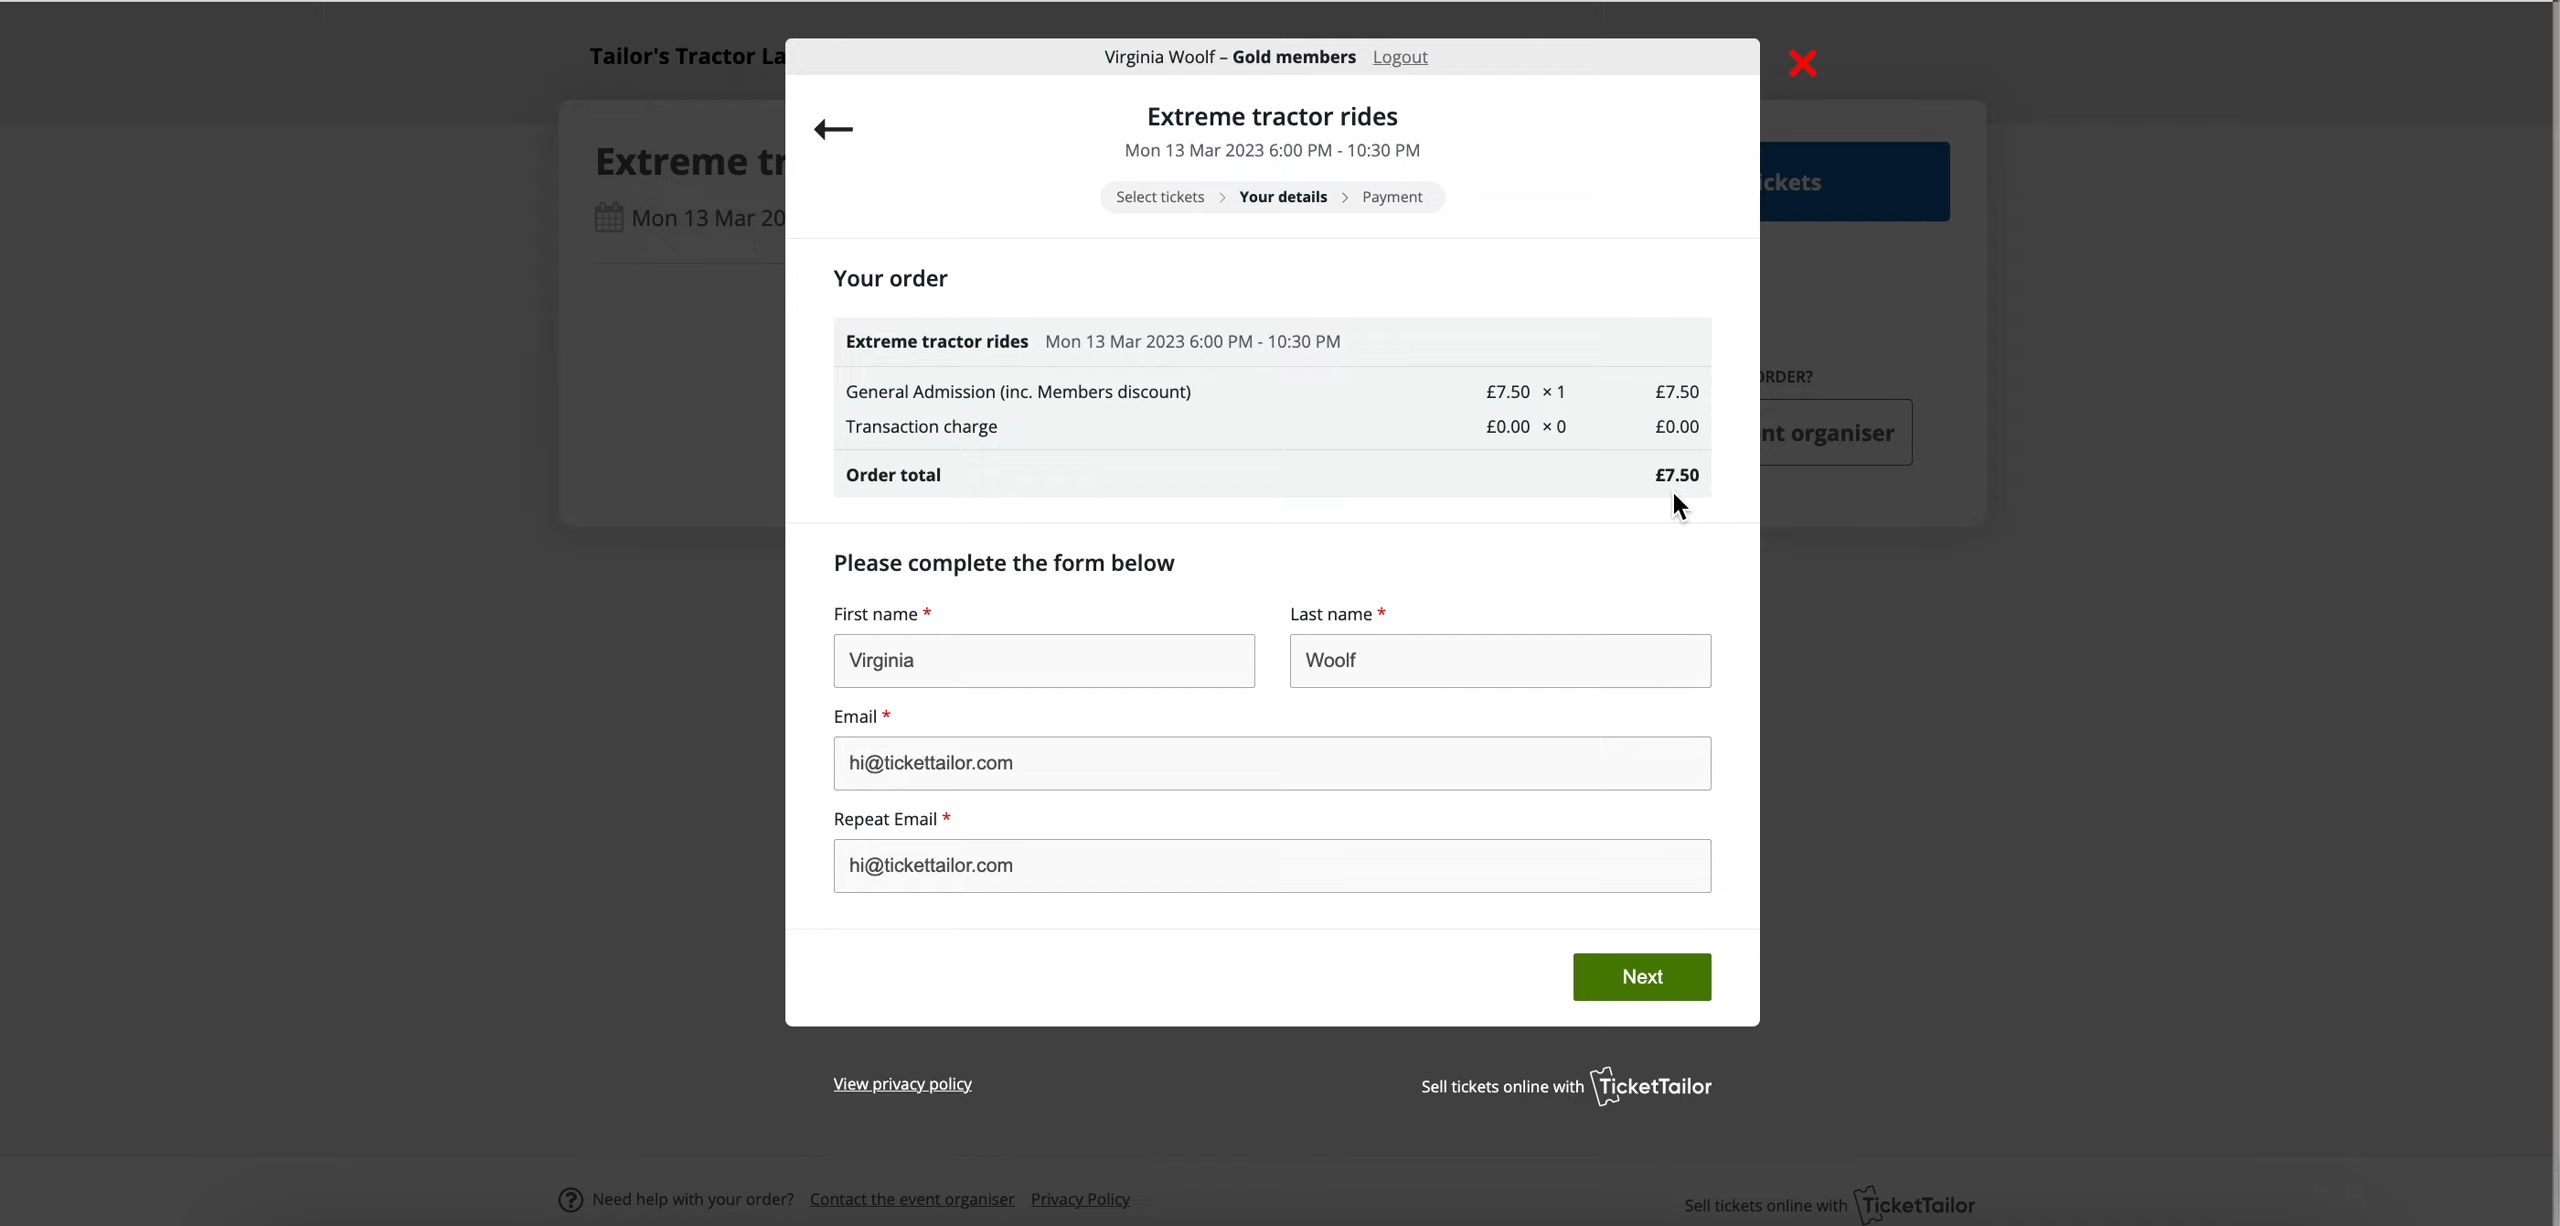 Tailor's Tractor La
Virginia Woolf – Gold members Logout
Extreme tractor rides
Mon 13 Mar 2023 6:00 PM - 10:30 PM
Extreme tr
Mon 13 Mar 20
ickets
Select tickets > Your details > Payment
Your order
Extreme tractor rides Mon 13 Mar 2023 6:00 PM - 10:30 PM
General Admission (inc. Members discount) £7.50 × 1 £7.50
Transaction charge £0.00 × 0 £0.00
Order total £7.50
ORDER?
nt organiser
Please complete the form below
First name * Last name *
Virginia Woolf
Email *
hi@tickettailor.com
Repeat Email *
hi@tickettailor.com
Next
View privacy policy Sell tickets online with TicketTailor
? Need help with your order? Contact the event organiser Privacy Policy Sell tickets online with TicketTailor